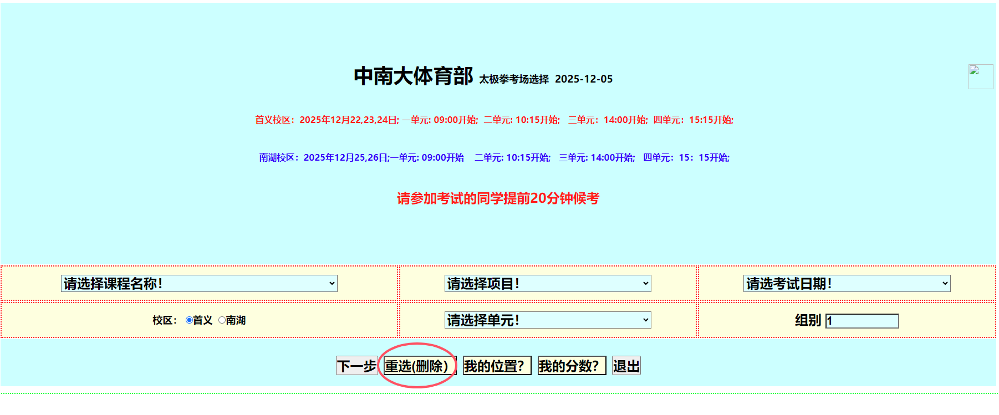 中南大体育部 太极拳考场选择 2025-12-05
首义校区：2025年12月22,23,24日; 一单元: 09:00开始; 二单元: 10:15开始; 三单元：14:00开始; 四单元：15:15开始;
南湖校区：2025年12月25,26日;一单元: 09:00开始 二单元: 10:15开始; 三单元: 14:00开始; 四单元：15：15开始;
请参加考试的同学提前20分钟候考
请选择课程名称！ 请选择项目！ 请选考试日期！
校区： 首义 南湖 请选择单元！ 组别 1
下一步 重选(删除） 我的位置？ 我的分数？ 退出